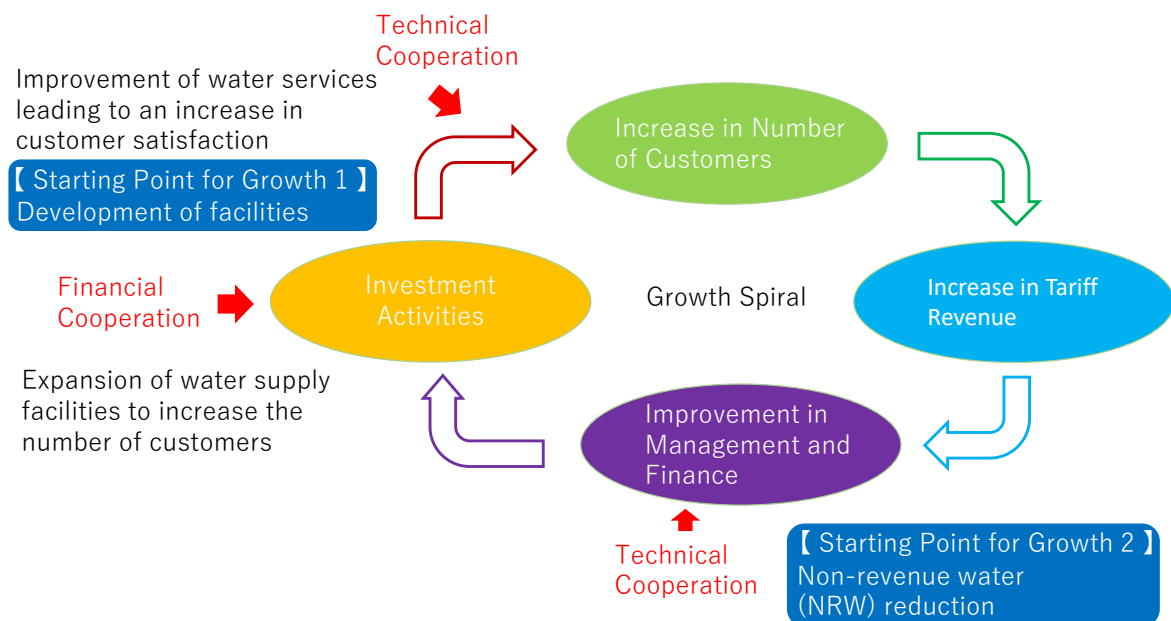 Technical
Cooperation
Improvement of water services
leading to an increase in
customer satisfaction
【 Starting Point for Growth 1 】
Development of facilities
Increase in Number
of Customers
Financial
Cooperation
Investment
Activities
Growth Spiral
Increase in Tariff
Revenue
Expansion of water supply
facilities to increase the
number of customers
Improvement in
Management and
Finance
Technical
Cooperation
【 Starting Point for Growth 2 】
Non-revenue water
(NRW) reduction